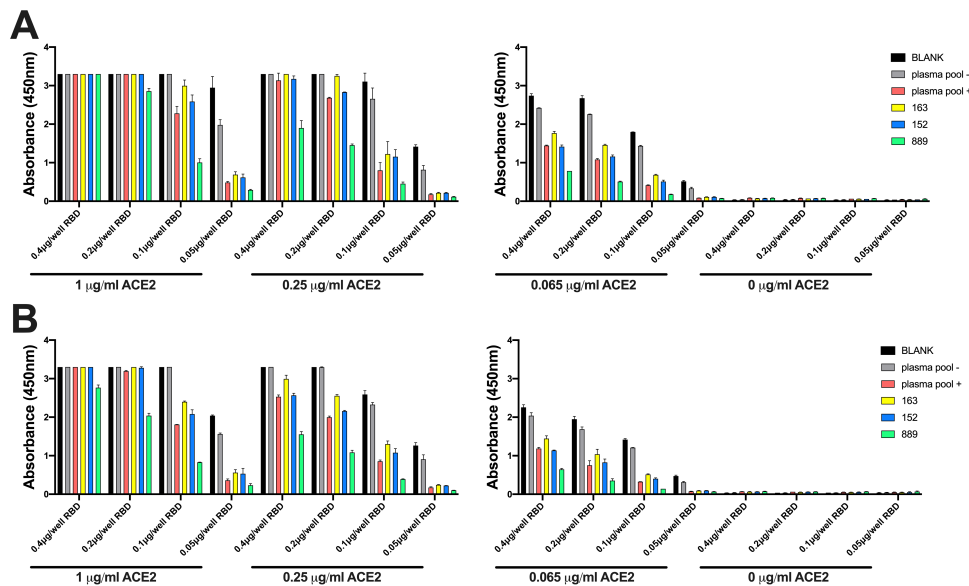 A
Absorbance (450nm)
4
3
2
1
0
0.4µg/well RBD
0.2µg/well RBD
0.1µg/well RBD
0.05µg/well RBD
0.4µg/well RBD
0.2µg/well RBD
0.1µg/well RBD
0.05µg/well RBD
1 µg/ml ACE2
0.25 µg/ml ACE2
Absorbance (450nm)
4
3
2
1
0
0.4µg/well RBD
0.2µg/well RBD
0.1µg/well RBD
0.05µg/well RBD
0.4µg/well RBD
0.2µg/well RBD
0.1µg/well RBD
0.05µg/well RBD
0.065 µg/ml ACE2
0 µg/ml ACE2
BLANK
plasma pool -
plasma pool +
163
152
889
B
Absorbance (450nm)
4
3
2
1
0
0.4µg/well RBD
0.2µg/well RBD
0.1µg/well RBD
0.05µg/well RBD
0.4µg/well RBD
0.2µg/well RBD
0.1µg/well RBD
0.05µg/well RBD
1 µg/ml ACE2
0.25 µg/ml ACE2
Absorbance (450nm)
4
3
2
1
0
0.4µg/well RBD
0.2µg/well RBD
0.1µg/well RBD
0.05µg/well RBD
0.4µg/well RBD
0.2µg/well RBD
0.1µg/well RBD
0.05µg/well RBD
0.065 µg/ml ACE2
0 µg/ml ACE2
BLANK
plasma pool -
plasma pool +
163
152
889